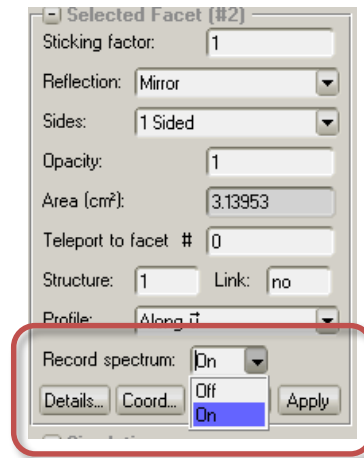 Selected Facet (#2)
Sticking factor: 1
Reflection: Mirror
Sides: 1 Sided
Opacity: 1
Area (cm²): 3.13953
Teleport to facet # 0
Structure: 1 Link: no
Profile: Along u⃗
Record spectrum: On
Off
Details... Coord... On Apply